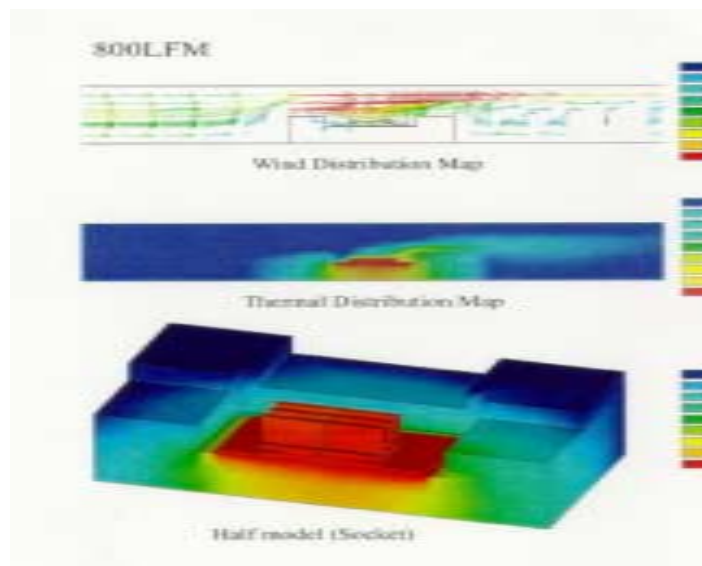 800LFM
Wind Distribution Map
Thermal Distribution Map
Half model (Socket)